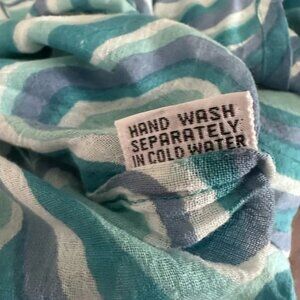 HAND WASH
SEPARATELY
IN COLD WATER